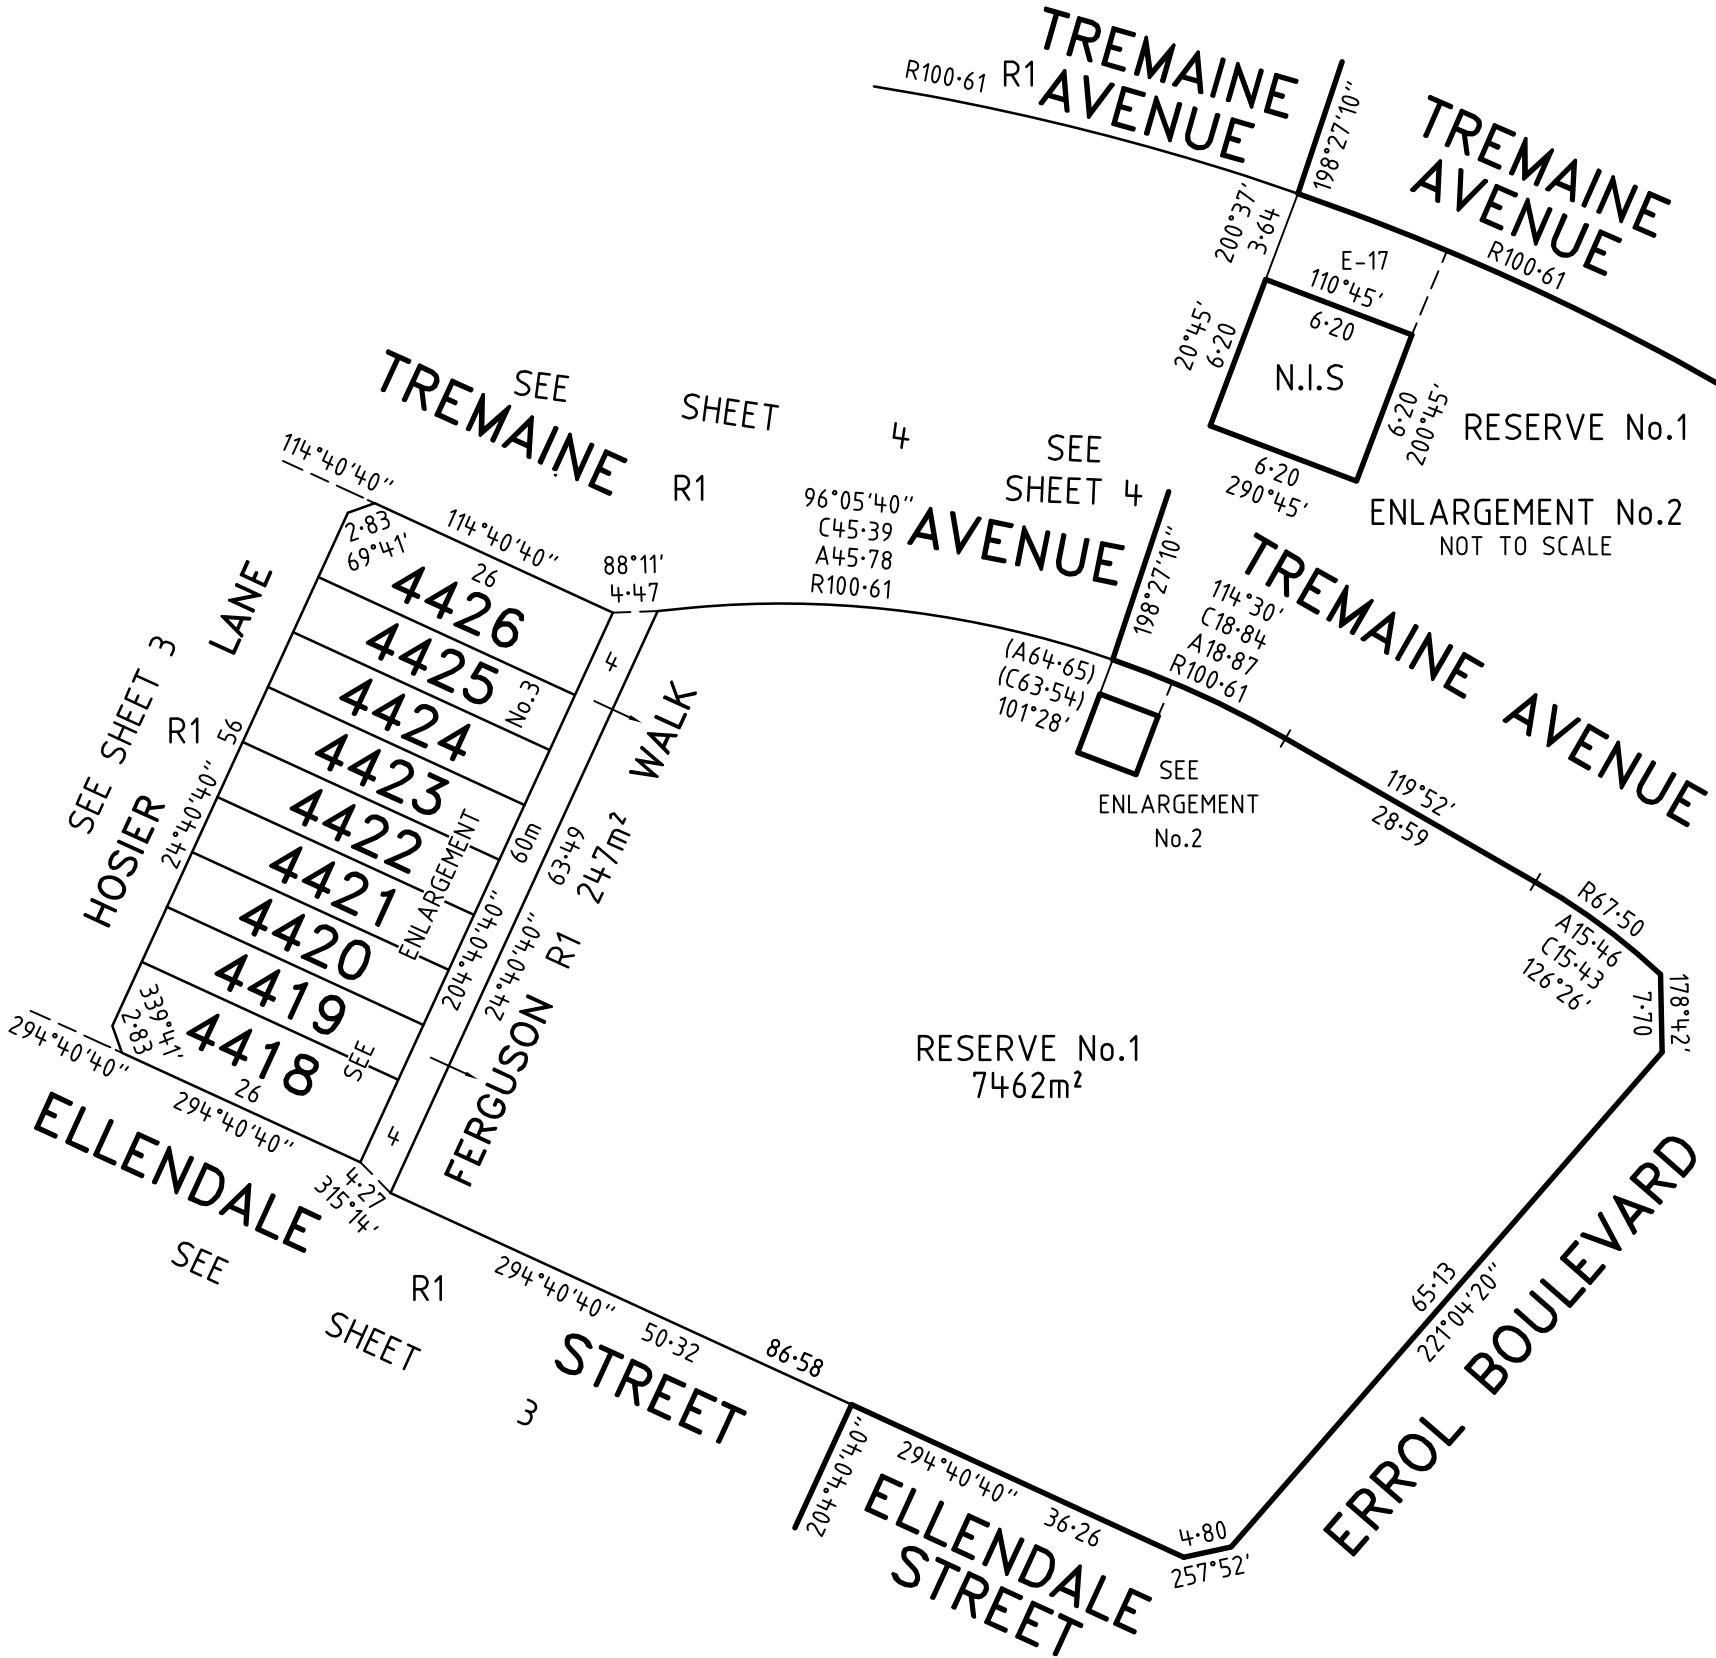 R100·61
R1
TREMAINE
AVENUE
198°27'10"
TREMAINE
AVENUE
R100·61
200°37'
3·64
E-17
110°45'
6·20
20°45'
6·20
N.I.S
6·20
200°45'
6·20
290°45'
RESERVE No.1
ENLARGEMENT No.2
NOT TO SCALE
SEE
SHEET
4
TREMAINE
R1
SEE
SHEET 4
AVENUE
96°05'40"
C45·39
A45·78
R100·61
198°27'10"
TREMAINE AVENUE
114°30'
C18·84
A18·87
R100·61
(A64·65)
(C63·54)
101°28'
SEE
ENLARGEMENT
No.2
119°52'
28·59
R67·50
A15·46
C15·43
126°26'
178°42'
7·70
114°40'40"
2·83
69°41'
114°40'40"
26
88°11'
4·47
4426
4425
4424
4423
4422
4421
4420
4419
4418
SEE ENLARGEMENT No.3
HOSIER LANE
SEE SHEET 3
R1
56
24°40'40"
4
60m
204°40'40"
63·49
24°40'40"
247m²
FERGUSON WALK
R1
4
339°41'
2·83
26
294°40'40"
294°40'40"
4·27
315°14'
RESERVE No.1
7462m²
ELLENDALE
STREET
SEE
SHEET
3
R1
294°40'40"
50·32
86·58
204°40'40"
294°40'40"
36·26
ELLENDALE
STREET
4·80
257°52'
65·13
221°04'20"
ERROL BOULEVARD